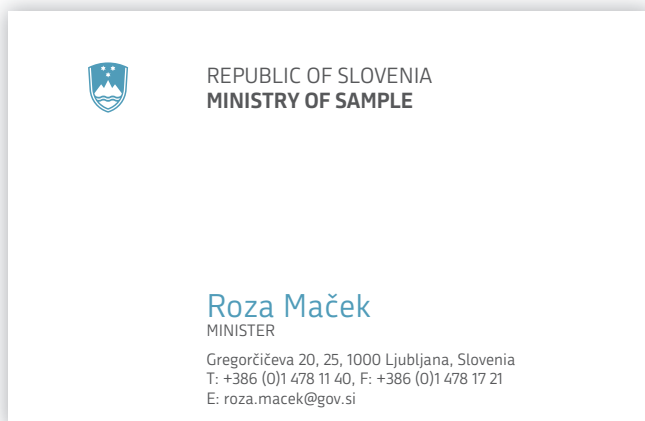 REPUBLIC OF SLOVENIA
MINISTRY OF SAMPLE
Roza Maček
MINISTER
Gregorčičeva 20, 25, 1000 Ljubljana, Slovenia
T: +386 (0)1 478 11 40, F: +386 (0)1 478 17 21
E: roza.macek@gov.si